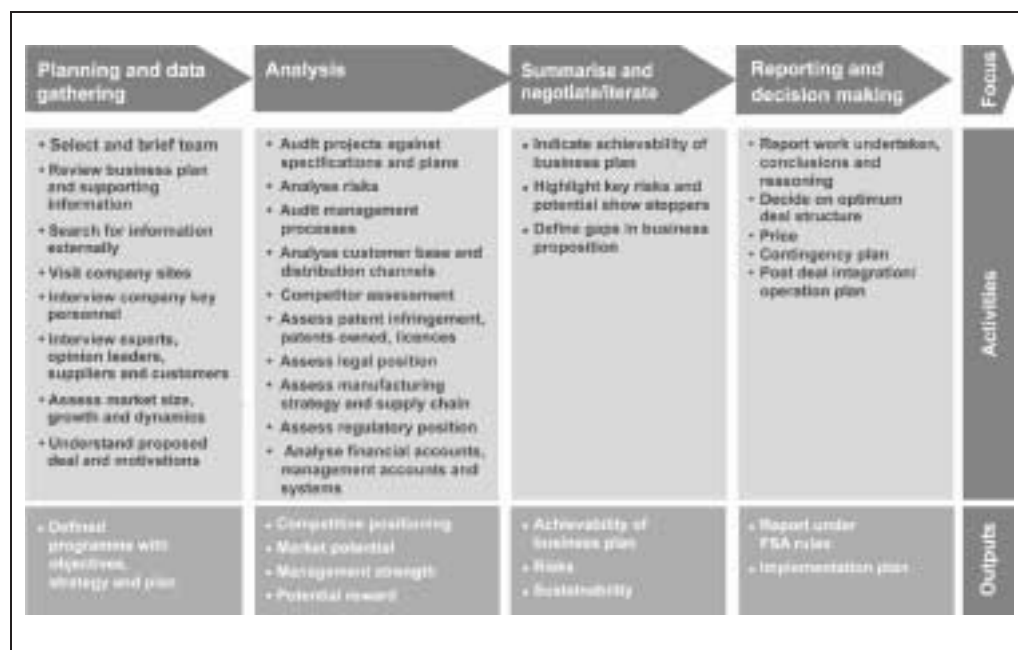 Planning and data
gathering
Analysis
Summarise and
negotiate/iterate
Reporting and
decision making
Focus
• Select and brief team
• Review business plan
and supporting
information
• Search for information
externally
• Visit company sites
• Interview company key
personnel
• Interview experts,
opinion leaders,
suppliers and customers
• Assess market size,
growth and dynamics
• Understand proposed
deal and motivations
• Audit projects against
specifications and plans
• Analyse risks
• Audit management
processes
• Analyse customer base and
distribution channels
• Competitor assessment
• Assess patent infringement,
patents owned, licences
• Assess legal position
• Assess manufacturing
strategy and supply chain
• Assess regulatory position
• Analyse financial accounts,
management accounts and
systems
• Indicate achievability of
business plan
• Highlight key risks and
potential show stoppers
• Define gaps in business
proposition
• Report work undertaken,
conclusions and
reasoning
• Decide on optimum
deal structure
• Price
• Contingency plan
• Post deal integration/
operation plan
Activities
• Defined
programme with
objectives,
strategy and plan
• Competitive positioning
• Market potential
• Management strength
• Potential reward
• Achievability of
business plan
• Risks
• Sustainability
• Report under
FSA rules
• Implementation plan
Outputs